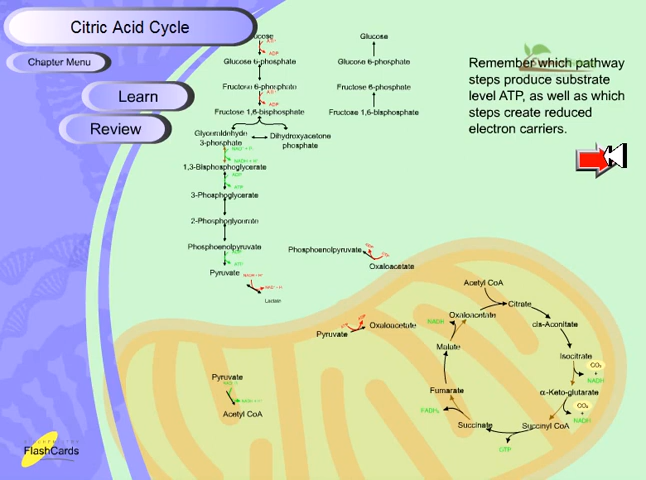 Citric Acid Cycle
Chapter Menu
Learn
Review
Glucose 6-phosphate
ADP
Fructose 6-phosphate
ADP
Fructose 1,6-bisphosphate
Glyceraldehyde
3-phosphate
Dihydroxyacetone
phosphate
1,3-Bisphosphoglycerate
3-Phosphoglycerate
2-Phosphoglycerate
Phosphoenolpyruvate
Pyruvate
Lactate
Glucose
Glucose 6-phosphate
Fructose 6-phosphate
Fructose 1,6-bisphosphate
Remember which pathway
steps produce substrate
level ATP, as well as which
steps create reduced
electron carriers.
Phosphoenolpyruvate
Oxaloacetate
Pyruvate
Oxaloacetate
Pyruvate
Acetyl CoA
Acetyl CoA
Citrate
cis-Aconitate
Isocitrate
CO₂
+
NADH
α-Keto-glutarate
CO₂
+
NADH
Succinyl CoA
GTP
Succinate
FADH₂
Fumarate
Malate
NADH
Oxaloacetate
FlashCards